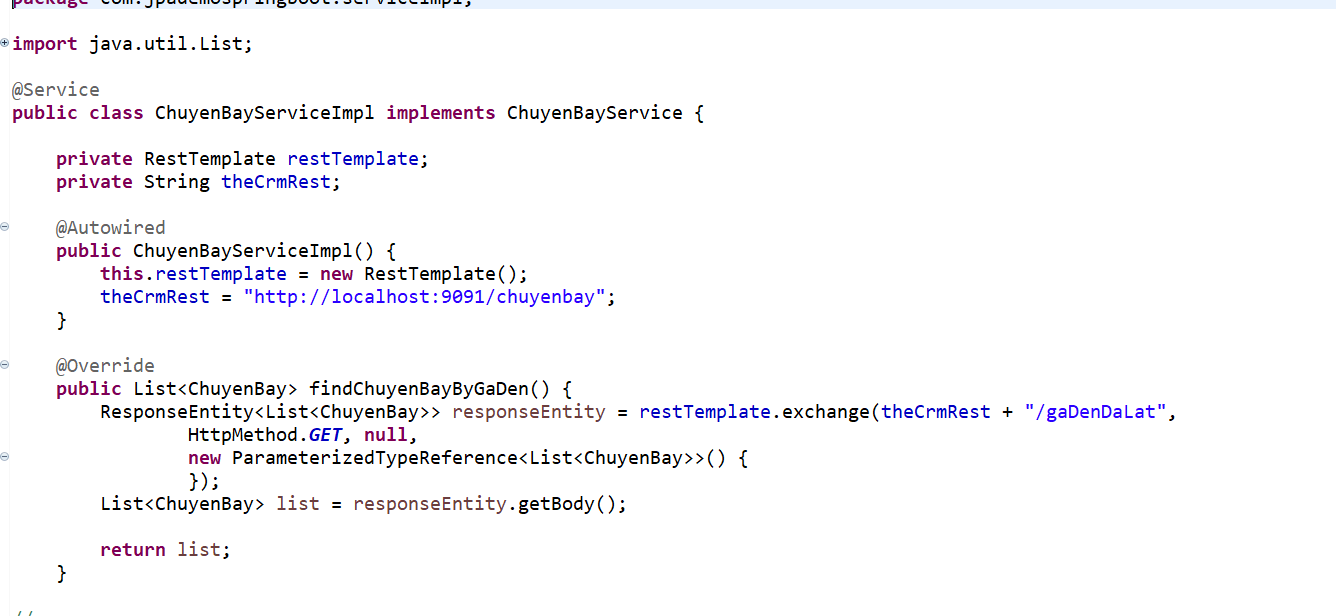 package com.jpademospringboot.serviceImpl;
import java.util.List;
@Service
public class ChuyenBayServiceImpl implements ChuyenBayService {
private RestTemplate restTemplate;
private String theCrmRest;
@Autowired
public ChuyenBayServiceImpl() {
this.restTemplate = new RestTemplate();
theCrmRest = "http://localhost:9091/chuyenbay";
}
@Override
public List<ChuyenBay> findChuyenBayByGaDen() {
ResponseEntity<List<ChuyenBay>> responseEntity = restTemplate.exchange(theCrmRest + "/gaDenDaLat",
HttpMethod.GET, null,
new ParameterizedTypeReference<List<ChuyenBay>>() {
});
List<ChuyenBay> list = responseEntity.getBody();
return list;
}
//